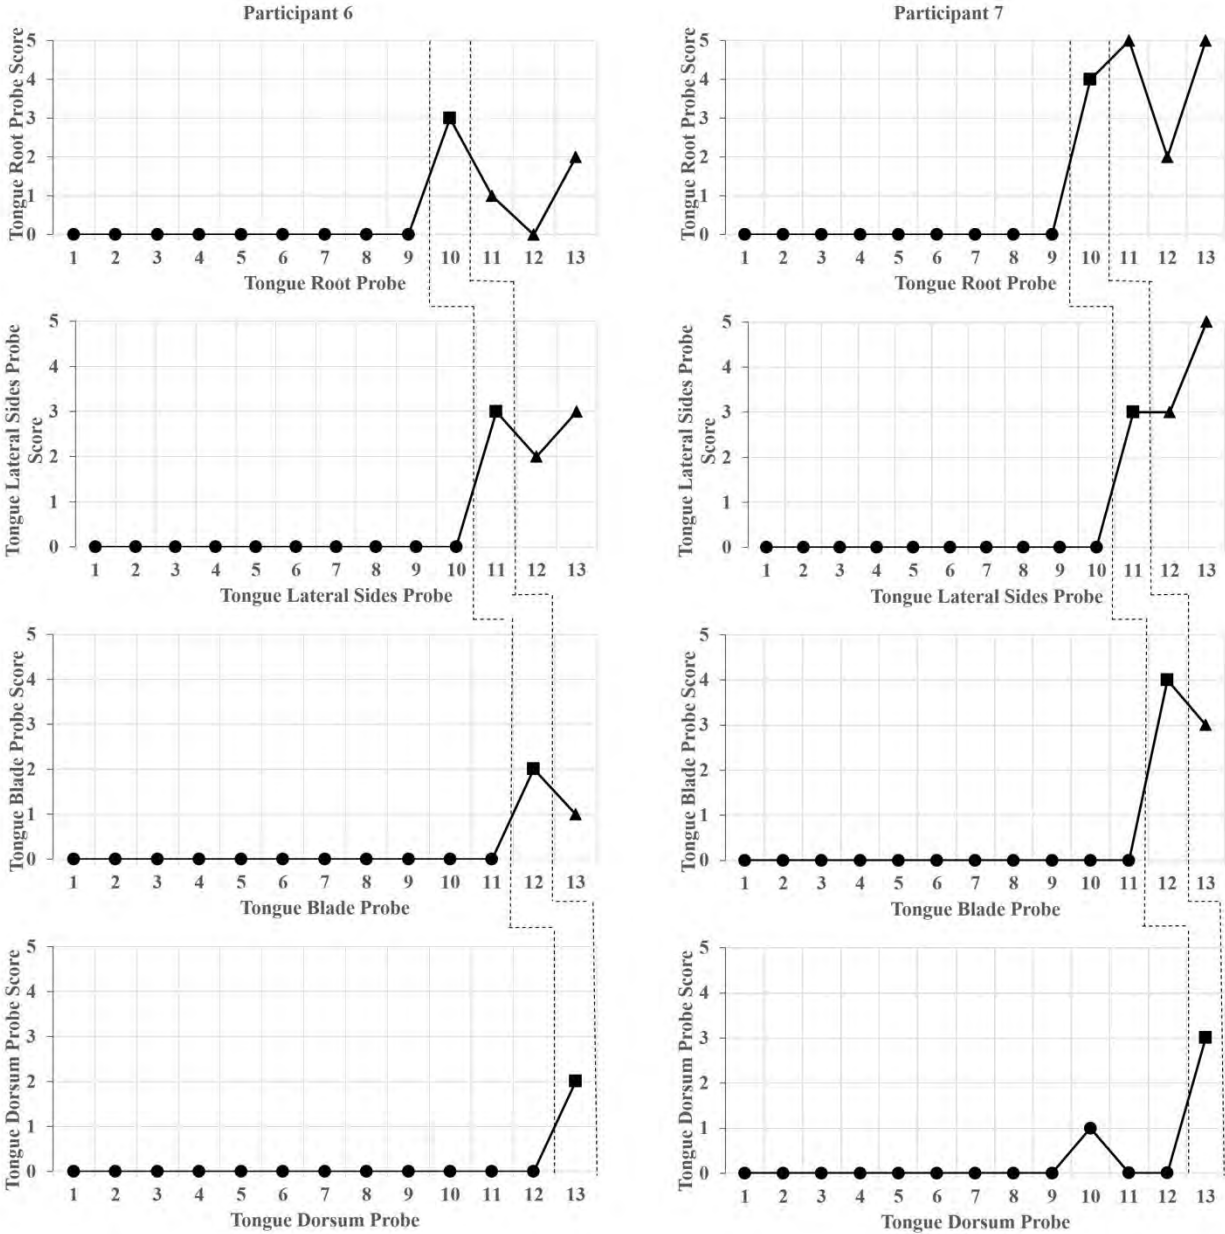 Participant 6
5
4
3
2
1
0
Tongue Root Probe Score
1 2 3 4 5 6 7 8 9 10 11 12 13
Tongue Root Probe
5
4
3
2
1
0
Tongue Lateral Sides Probe
Score
1 2 3 4 5 6 7 8 9 10 11 12 13
Tongue Lateral Sides Probe
5
4
3
2
1
0
Tongue Blade Probe Score
1 2 3 4 5 6 7 8 9 10 11 12 13
Tongue Blade Probe
5
4
3
2
1
0
Tongue Dorsum Probe Score
1 2 3 4 5 6 7 8 9 10 11 12 13
Tongue Dorsum Probe
Participant 7
5
4
3
2
1
0
Tongue Root Probe Score
1 2 3 4 5 6 7 8 9 10 11 12 13
Tongue Root Probe
5
4
3
2
1
0
Tongue Lateral Sides Probe
Score
1 2 3 4 5 6 7 8 9 10 11 12 13
Tongue Lateral Sides Probe
5
4
3
2
1
0
Tongue Blade Probe Score
1 2 3 4 5 6 7 8 9 10 11 12 13
Tongue Blade Probe
5
4
3
2
1
0
Tongue Dorsum Probe Score
1 2 3 4 5 6 7 8 9 10 11 12 13
Tongue Dorsum Probe